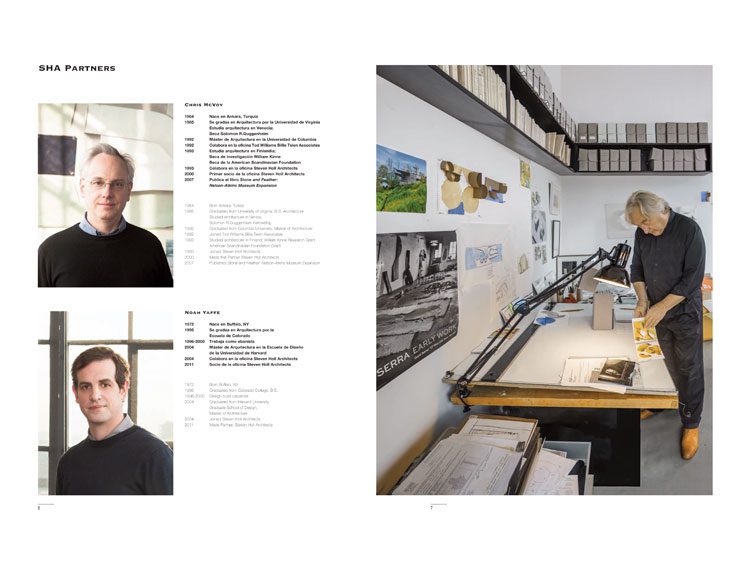 SHA Partners
Chris McVoy
1964 Nace en Ankara, Turquía
1985 Se gradúa en Arquitectura por la Universidad de Virginia
Estudia arquitectura en Venecia;
Beca Solomon R.Guggenheim
1992 Máster de Arquitectura en la Universidad de Columbia
1992 Colabora en la oficina Tod Williams Billie Tsien Associates
1993 Estudia arquitectura en Finlandia;
Beca de investigación William Kinne
Beca de la American Scandinavian Foundation
1993 Colabora en la oficina Steven Holl Architects
2000 Primer socio de la oficina Steven Holl Architects
2007 Publica el libro Stone and Feather:
Nelson-Atkins Museum Expansion
1964 Born Ankara, Turkey
1985 Graduated from University of Virginia, B.S. Architecture
Studied architecture in Venice,
Solomon R.Guggenheim Fellowship
1992 Graduated from Columbia University, Master of Architecture
1992 Joined Tod Williams Billie Tsien Associates
1993 Studied architecture in Finland; William Kinne Research Grant
American Scandinavian Foundation Grant
1993 Joined Steven Holl Architects
2000 Made first Partner, Steven Holl Architects
2007 Publishes Stone and Feather: Nelson-Atkins Museum Expansion
Noah Yaffe
1972 Nace en Buffalo, NY
1995 Se gradúa en Arquitectura por la
Escuela de Colorado
1996-2000 Trabaja como ebanista
2004 Máster de Arquitectura en la Escuela de Diseño
de la Universidad de Harvard
2004 Colabora en la oficina Steven Holl Architects
2011 Socio de la oficina Steven Holl Architects
1972 Born Buffalo, NY
1995 Graduated from Colorado College, B.S.
1996-2000 Design-build carpenter
2004 Graduated from Harvard University
Graduate School of Design,
Master of Architecture
2004 Joined Steven Holl Architects
2011 Made Partner, Steven Holl Architects
SERRA EARLY WORK
6
7